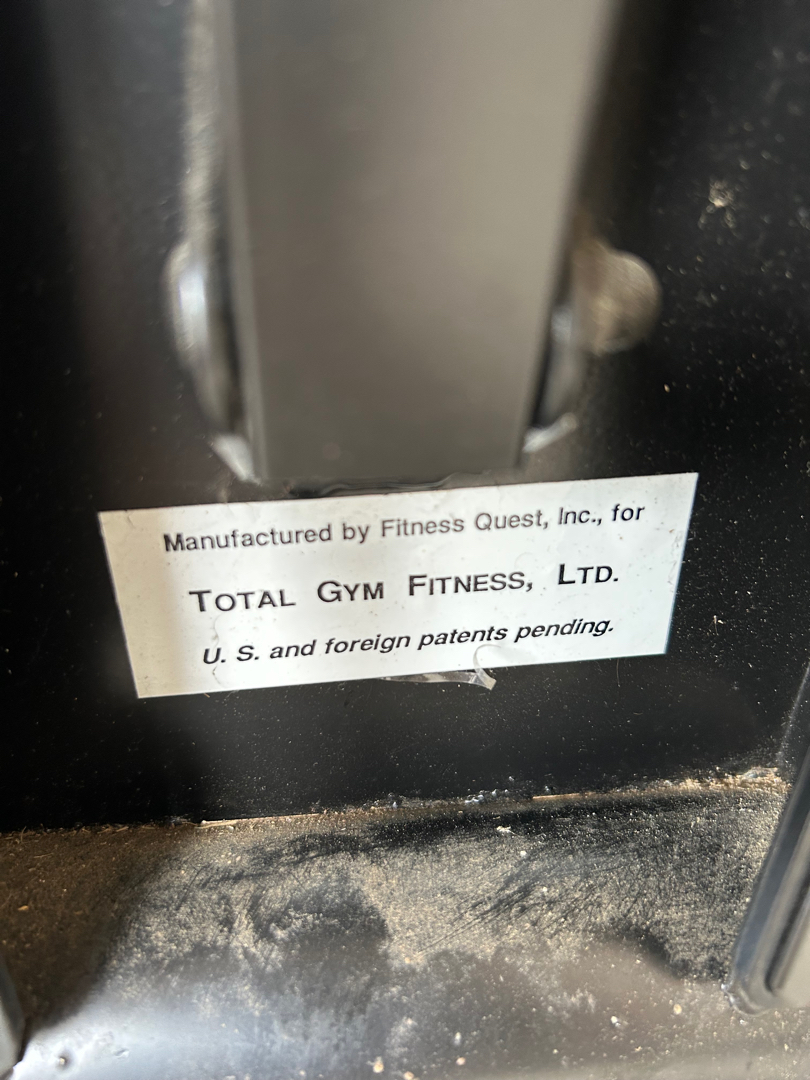 Manufactured by Fitness Quest, Inc., for
TOTAL GYM FITNESS, LTD.
U. S. and foreign patents pending.